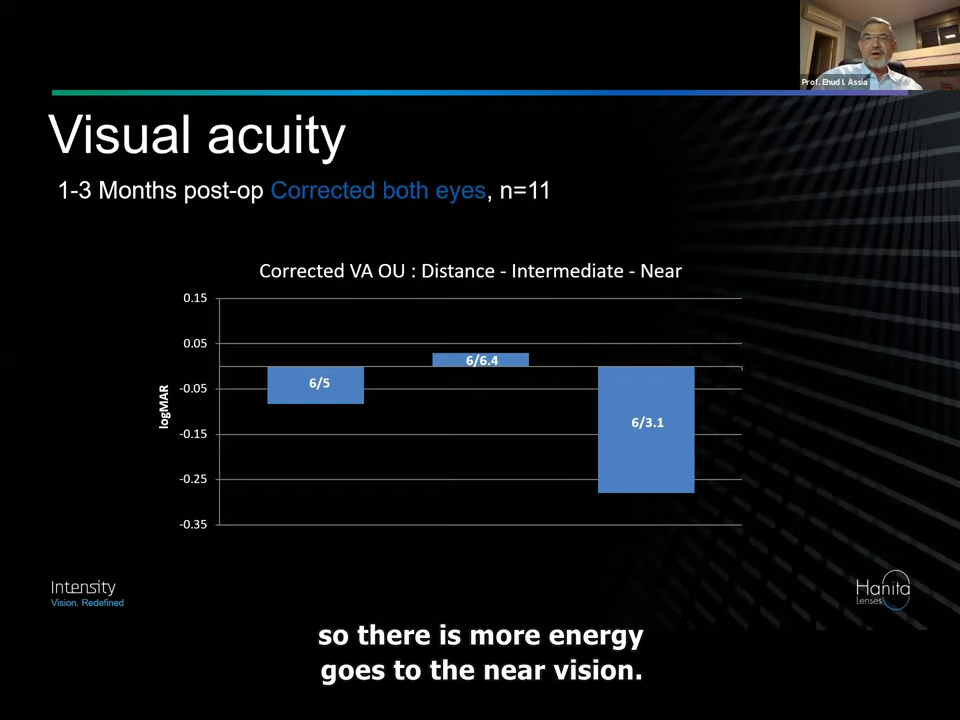 Prof. Ehud I. Assia
Visual acuity
1-3 Months post-op Corrected both eyes, n=11
Corrected VA OU : Distance - Intermediate - Near
0.15
0.05
-0.05
-0.15
-0.25
-0.35
logMAR
6/5
6/6.4
6/3.1
Intensity
Vision. Redefined
Hanita
Lenses
so there is more energy
goes to the near vision.